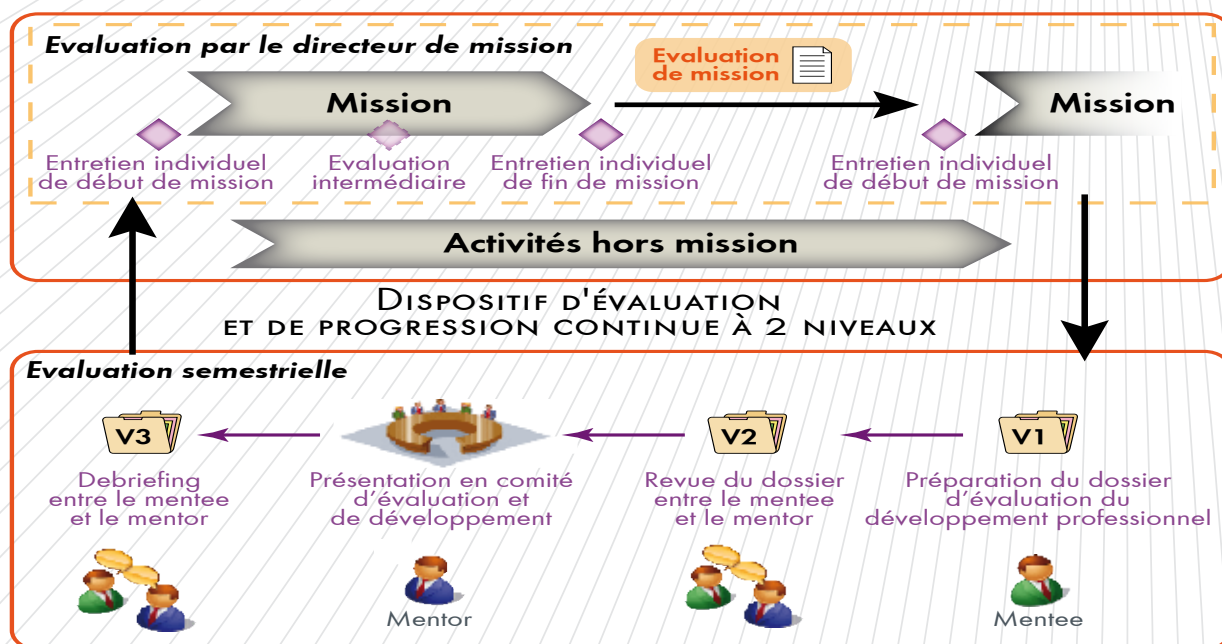 Evaluation par le directeur de mission
Evaluation
de mission
Mission
Mission
Entretien individuel
de début de mission
Evaluation
intermédiaire
Entretien individuel
de fin de mission
Entretien individuel
de début de mission
Activités hors mission
DISPOSITIF D'ÉVALUATION
ET DE PROGRESSION CONTINUE À 2 NIVEAUX
Evaluation semestrielle
V3
V2
V1
Debriefing
entre le mentee
et le mentor
Présentation en comité
d'évaluation et
de développement
Revue du dossier
entre le mentee
et le mentor
Préparation du dossier
d'évaluation du
développement professionnel
Mentor
Mentee